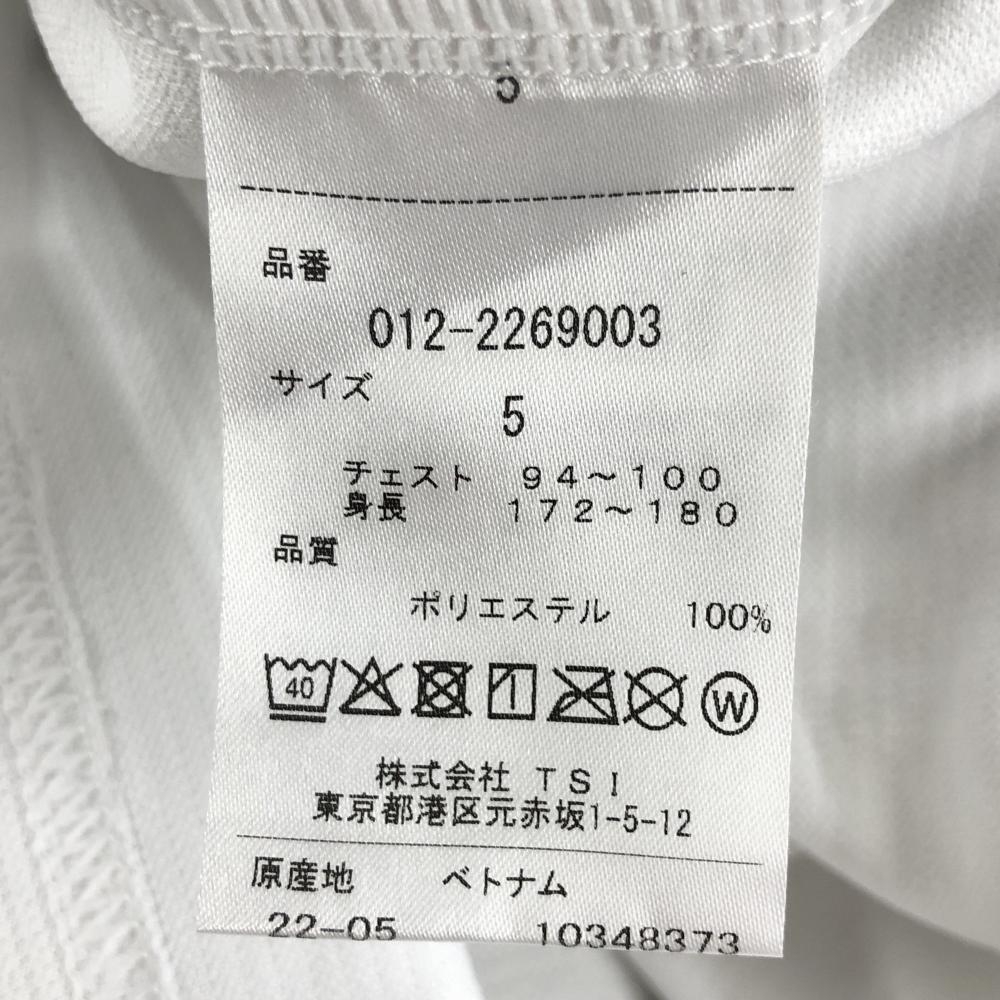 5
品番
012-2269003
サイズ
5
チェスト 94～100
身長 172～180
品質
ポリエステル 100%
40 W
株式会社 TSI
東京都港区元赤坂1-5-12
原産地 ベトナム
22-05 10348373